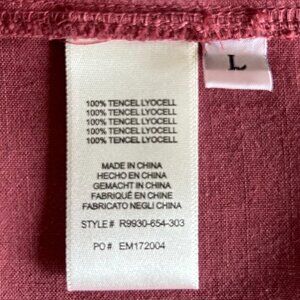 L
100% TENCEL LYOCELL
100% TENCEL LYOCELL
100% TENCEL LYOCELL
100% TENCEL LYOCELL
100% TENCEL LYOCELL
MADE IN CHINA
HECHO EN CHINA
GEMACHT IN CHINA
FABRIQUÉ EN CHINE
FABRICATO NEGLI CHINA
STYLE# R9930-654-303
PO# EM172004